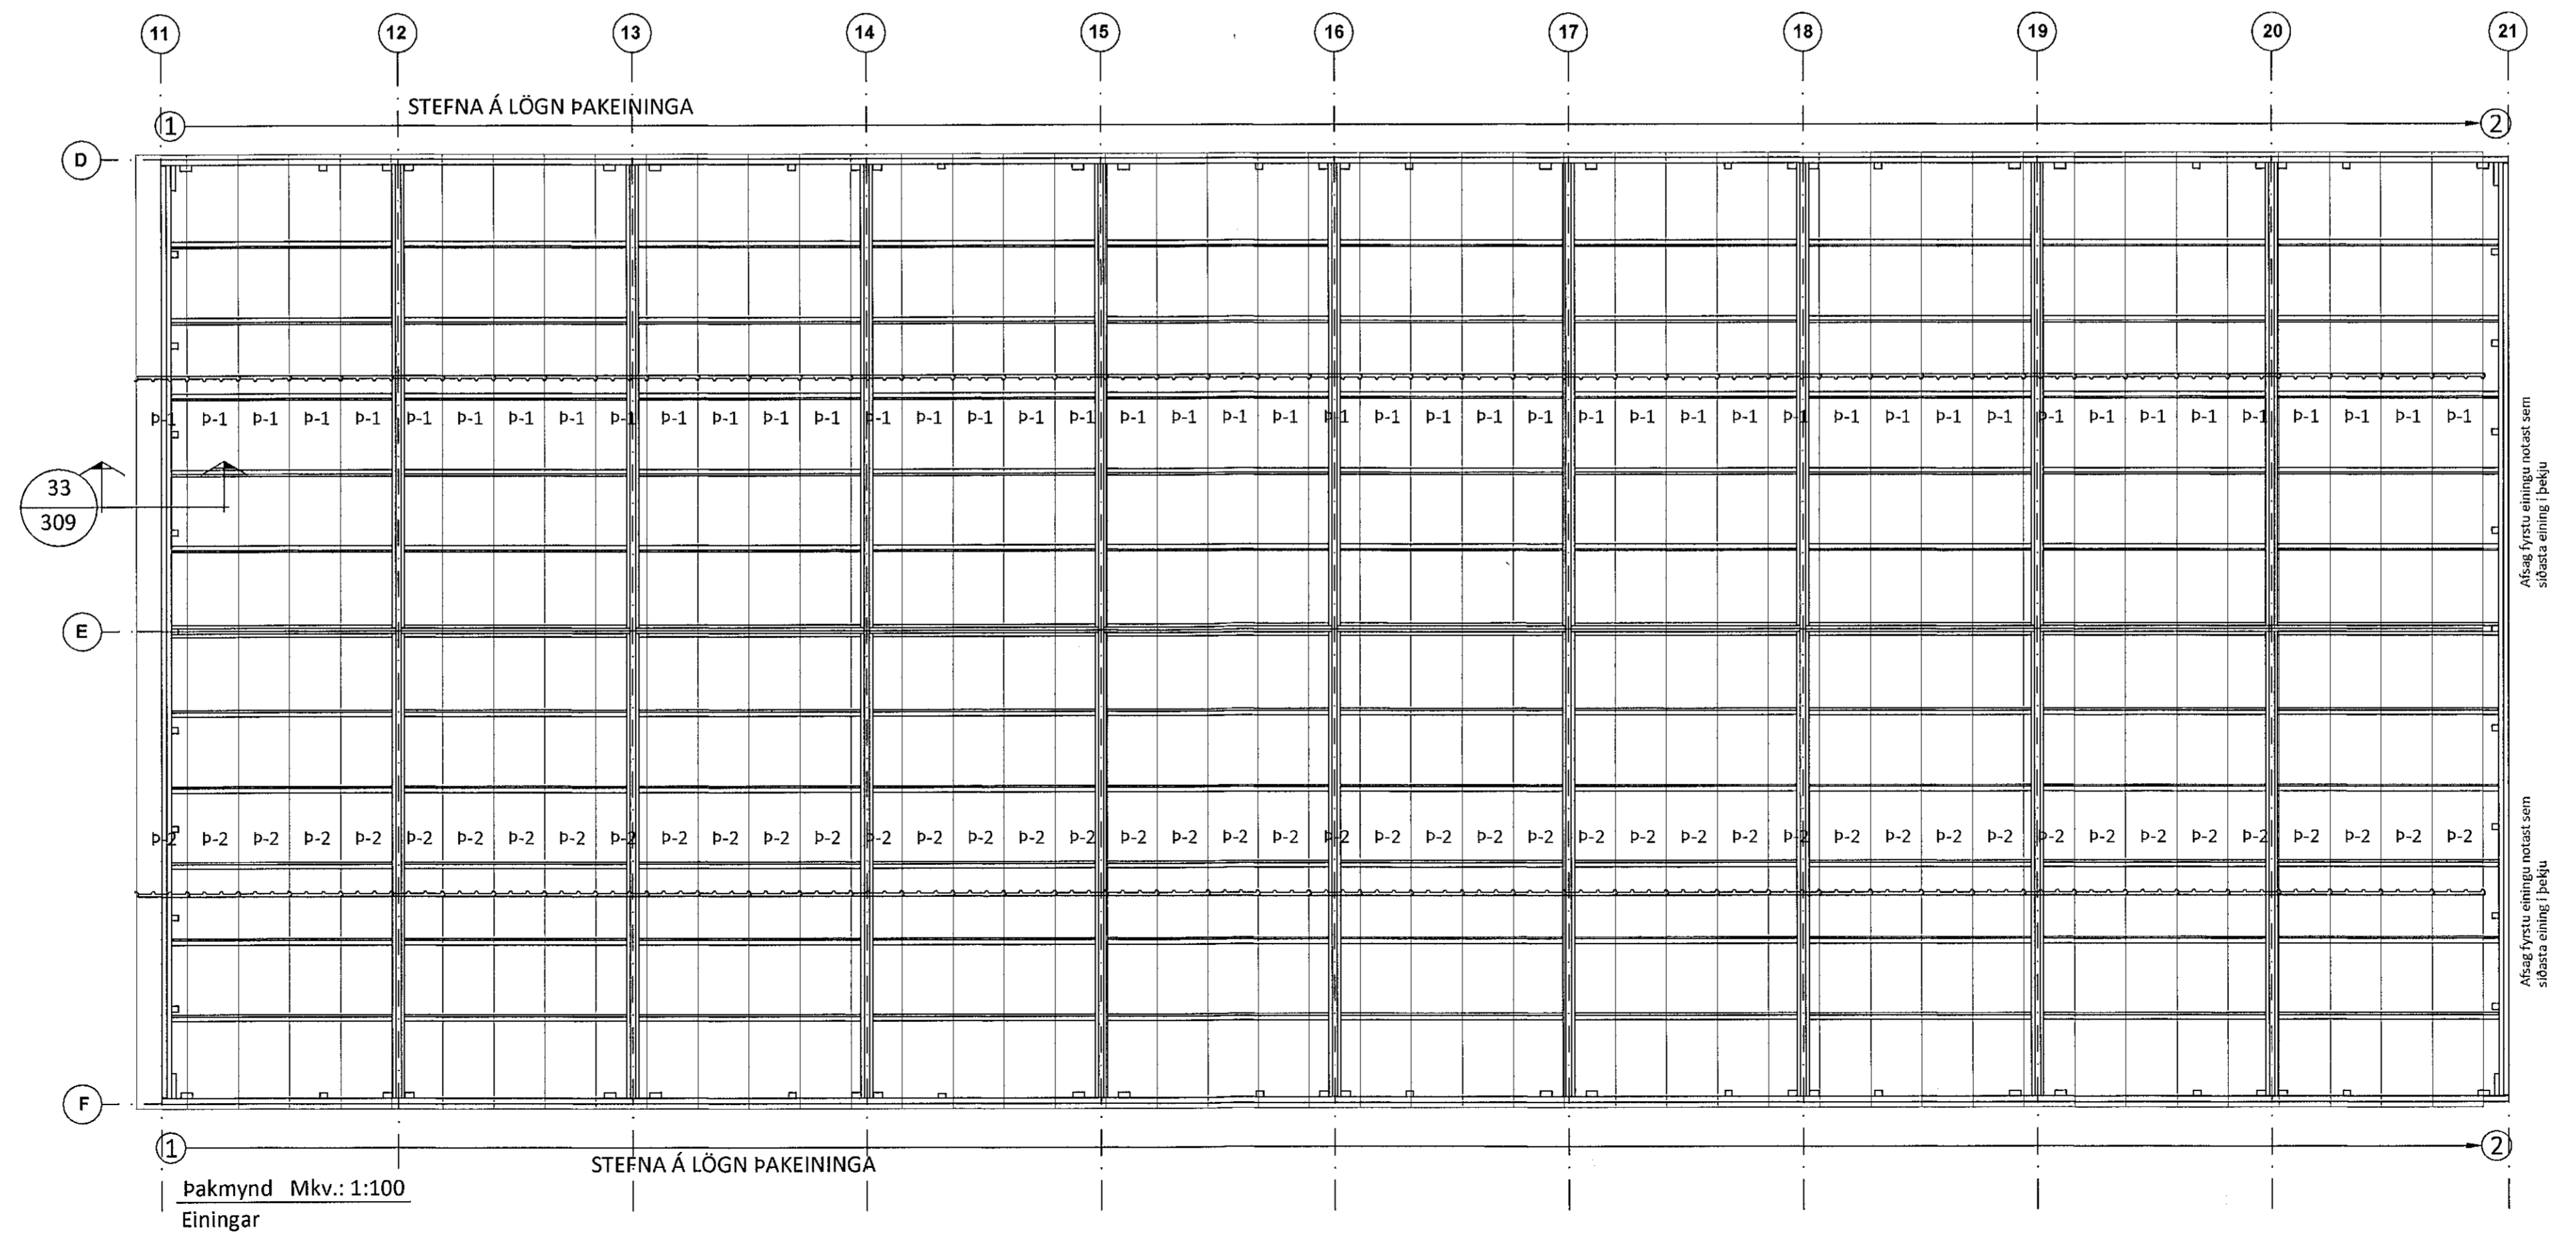 11 12 13 14 15 16 17 18 19 20 21
STEFNA Á LÖGN ÞAKEININGA
1 2
D
Þ-1 Þ-1 Þ-1 Þ-1 Þ-1 Þ-1 Þ-1 Þ-1 Þ-1 Þ-1 Þ-1 Þ-1 Þ-1 Þ-1 Þ-1 Þ-1 Þ-1 Þ-1 Þ-1 Þ-1 Þ-1 Þ-1 Þ-1 Þ-1 Þ-1 Þ-1 Þ-1 Þ-1 Þ-1 Þ-1 Þ-1 Þ-1 Þ-1 Þ-1 Þ-1 Þ-1 Þ-1 Þ-1 Þ-1 Þ-1 Þ-1 Þ-1 Þ-1 Þ-1 Þ-1 Þ-1
Afsag fyrstu einingu notast sem
síðasta eining í þekju
33
309
E
Þ-2 Þ-2 Þ-2 Þ-2 Þ-2 Þ-2 Þ-2 Þ-2 Þ-2 Þ-2 Þ-2 Þ-2 Þ-2 Þ-2 Þ-2 Þ-2 Þ-2 Þ-2 Þ-2 Þ-2 Þ-2 Þ-2 Þ-2 Þ-2 Þ-2 Þ-2 Þ-2 Þ-2 Þ-2 Þ-2 Þ-2 Þ-2 Þ-2 Þ-2 Þ-2 Þ-2 Þ-2 Þ-2 Þ-2 Þ-2 Þ-2 Þ-2 Þ-2 Þ-2 Þ-2 Þ-2
Afsag fyrstu einingu notast sem
síðasta eining í þekju
F
1 2
STEFNA Á LÖGN ÞAKEININGA
Þakmynd Mkv.: 1:100
Einingar